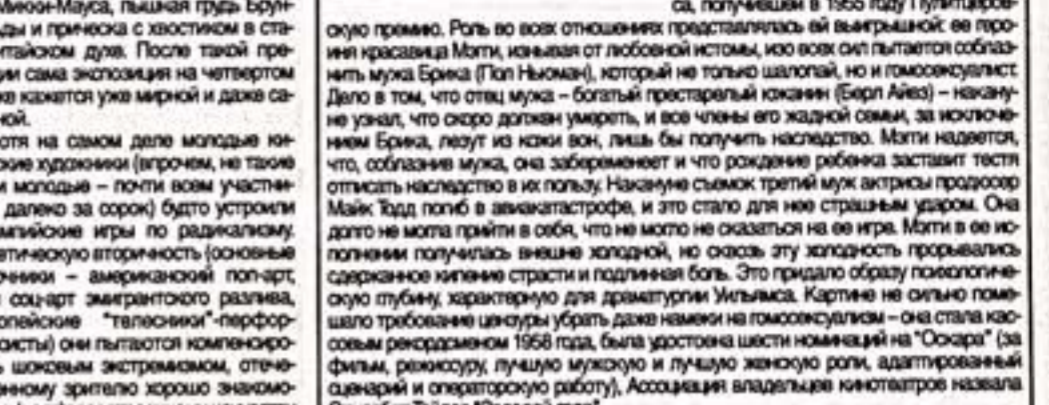 Микки-Мауса, пышная грудь Брун-
ды и прическа с хвостиком в ста-
итайском духе. После такой пре-
ии сама экспозиция на четвертом
же кажется уже мирной и даже са-
ной.
отя на самом деле молодые ки-
ские художники (впрочем, не такие
и молодые – почти всем участни-
далеко за сорок) будто устроили
мпийские игры по радикализму.
етическую вторичность (основные
очники – американский поп-арт,
соц-арт эмигрантского разлива,
опейские "телесники"-перфор-
систы) они пытаются компенсиро-
ь шоковым экстремизмом, отече-
енному зрителю хорошо знакомо-
са, получившей в 1955 году Пулитцеров-
скую премию. Роль во всех отношениях представлялась ей выигрышной: ее геро-
иня красавица Мэгги, изнывая от любовной истомы, изо всех сил пытается соблаз-
нить мужа Брика (Пол Ньюман), который не только шалопай, но и гомосексуалист.
Дело в том, что отец мужа – богатый престарелый южанин (Берл Айвз) – накану-
не узнал, что скоро должен умереть, и все члены его жадной семьи, за исключе-
нием Брика, лезут из кожи вон, лишь бы получить наследство. Мэгги надеется,
что, соблазнив мужа, она забеременеет и что рождение ребенка заставит тестя
отписать наследство в их пользу. Накануне съемок третий муж актрисы продюсер
Майк Тодд погиб в авиакатастрофе, и это стало для нее страшным ударом. Она
долго не могла прийти в себя, что не могло не сказаться на ее игре. Мэгги в ее ис-
полнении получилась внешне холодной, но сквозь эту холодность прорывались
сдержанное кипение страсти и подлинная боль. Это придало образу психологиче-
скую глубину, характерную для драматургии Уильямса. Картине не сильно поме-
шало требование цензуры убрать даже намеки на гомосексуализм – она стала кас-
совым рекордсменом 1958 года, была удостоена шести номинаций на "Оскара" (за
фильм, режиссуру, лучшую мужскую и лучшую женскую роли, адаптированный
сценарий и операторскую работу), Ассоциация владельцев кинотеатров назвала